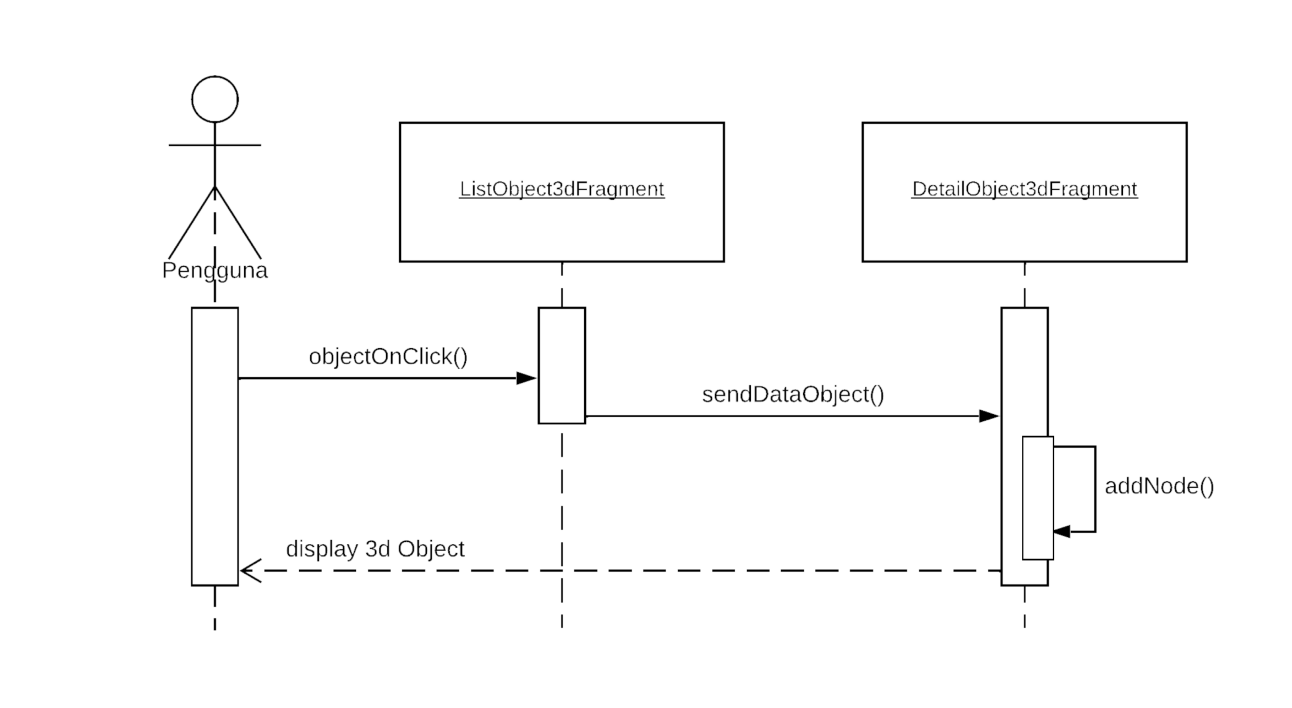 ListObject3dFragment
DetailObject3dFragment
Pengguna
objectOnClick()
sendDataObject()
addNode()
display 3d Object